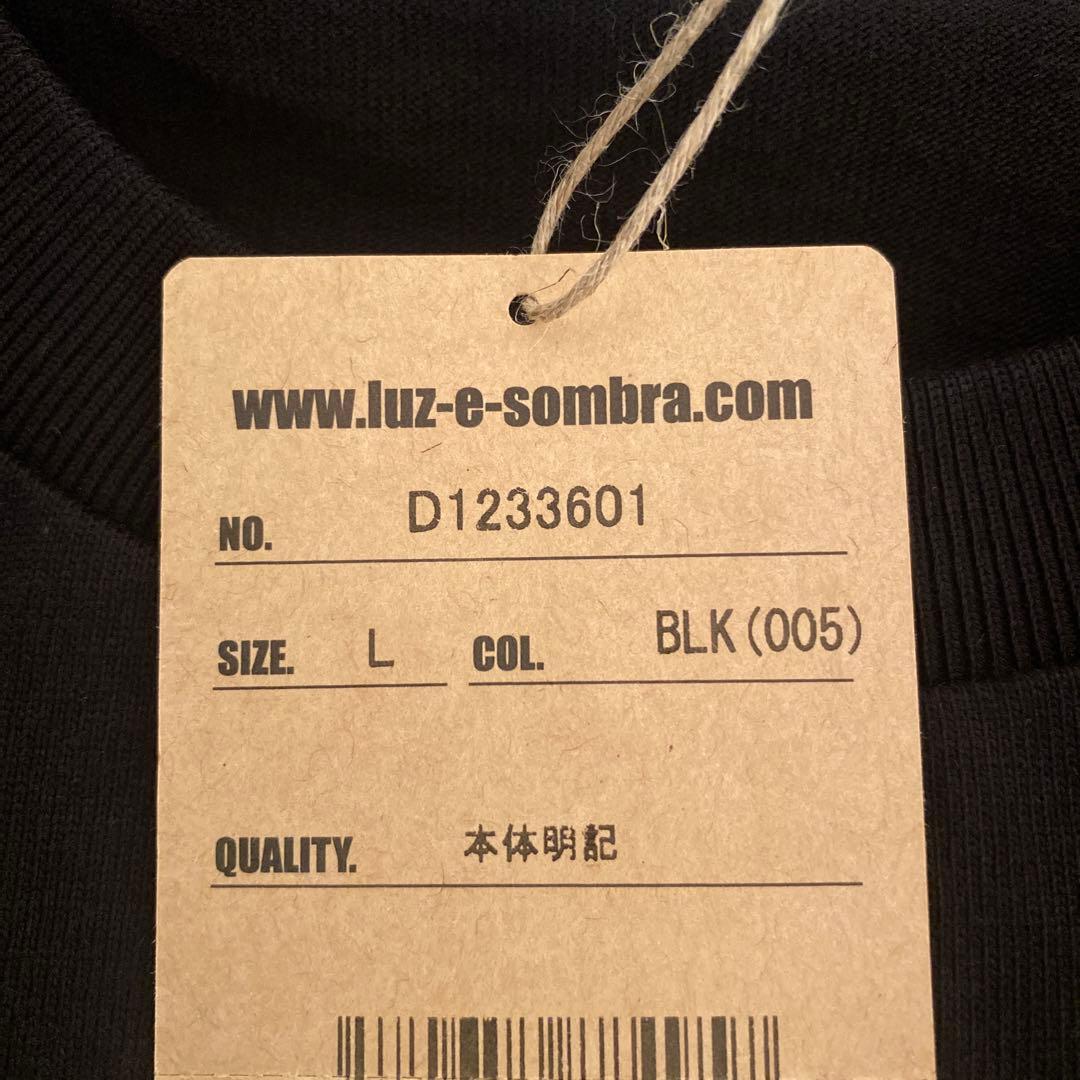 www.luz-e-sombra.com
NO. D1233601
SIZE. L COL. BLK(005)
QUALITY. 本体明記